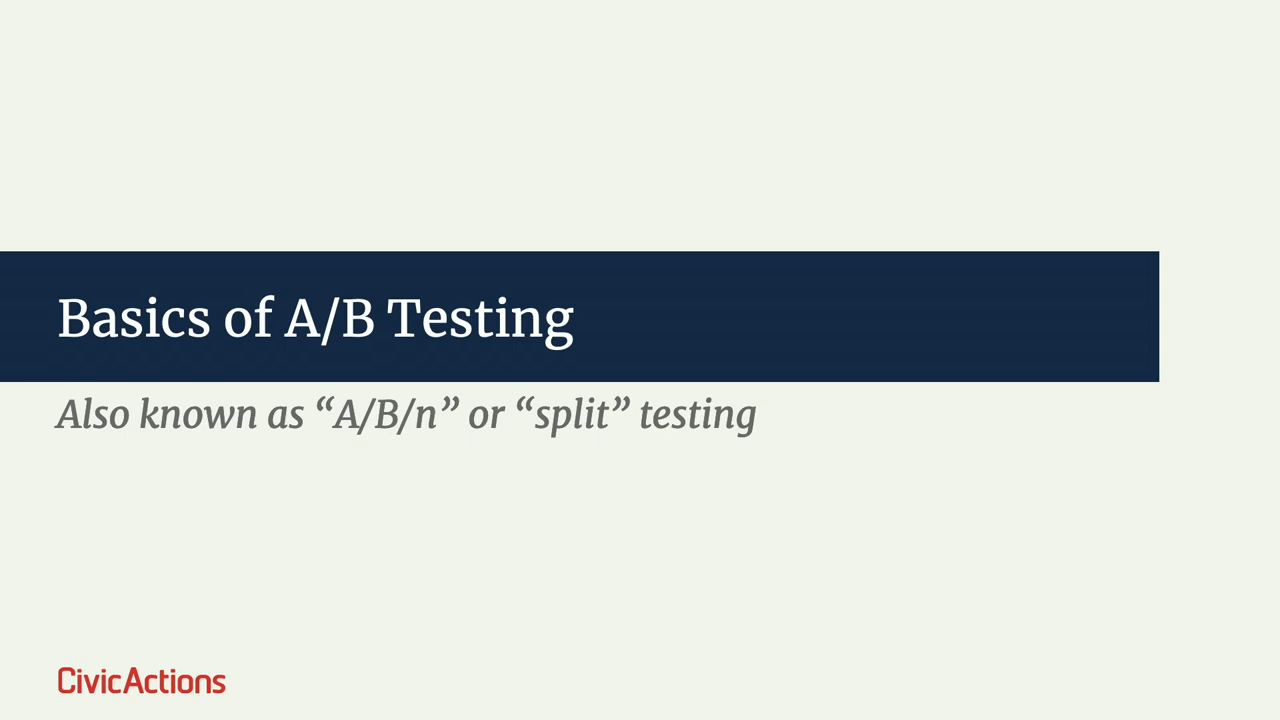 Basics of A/B Testing
Also known as “A/B/n” or “split” testing
CivicActions